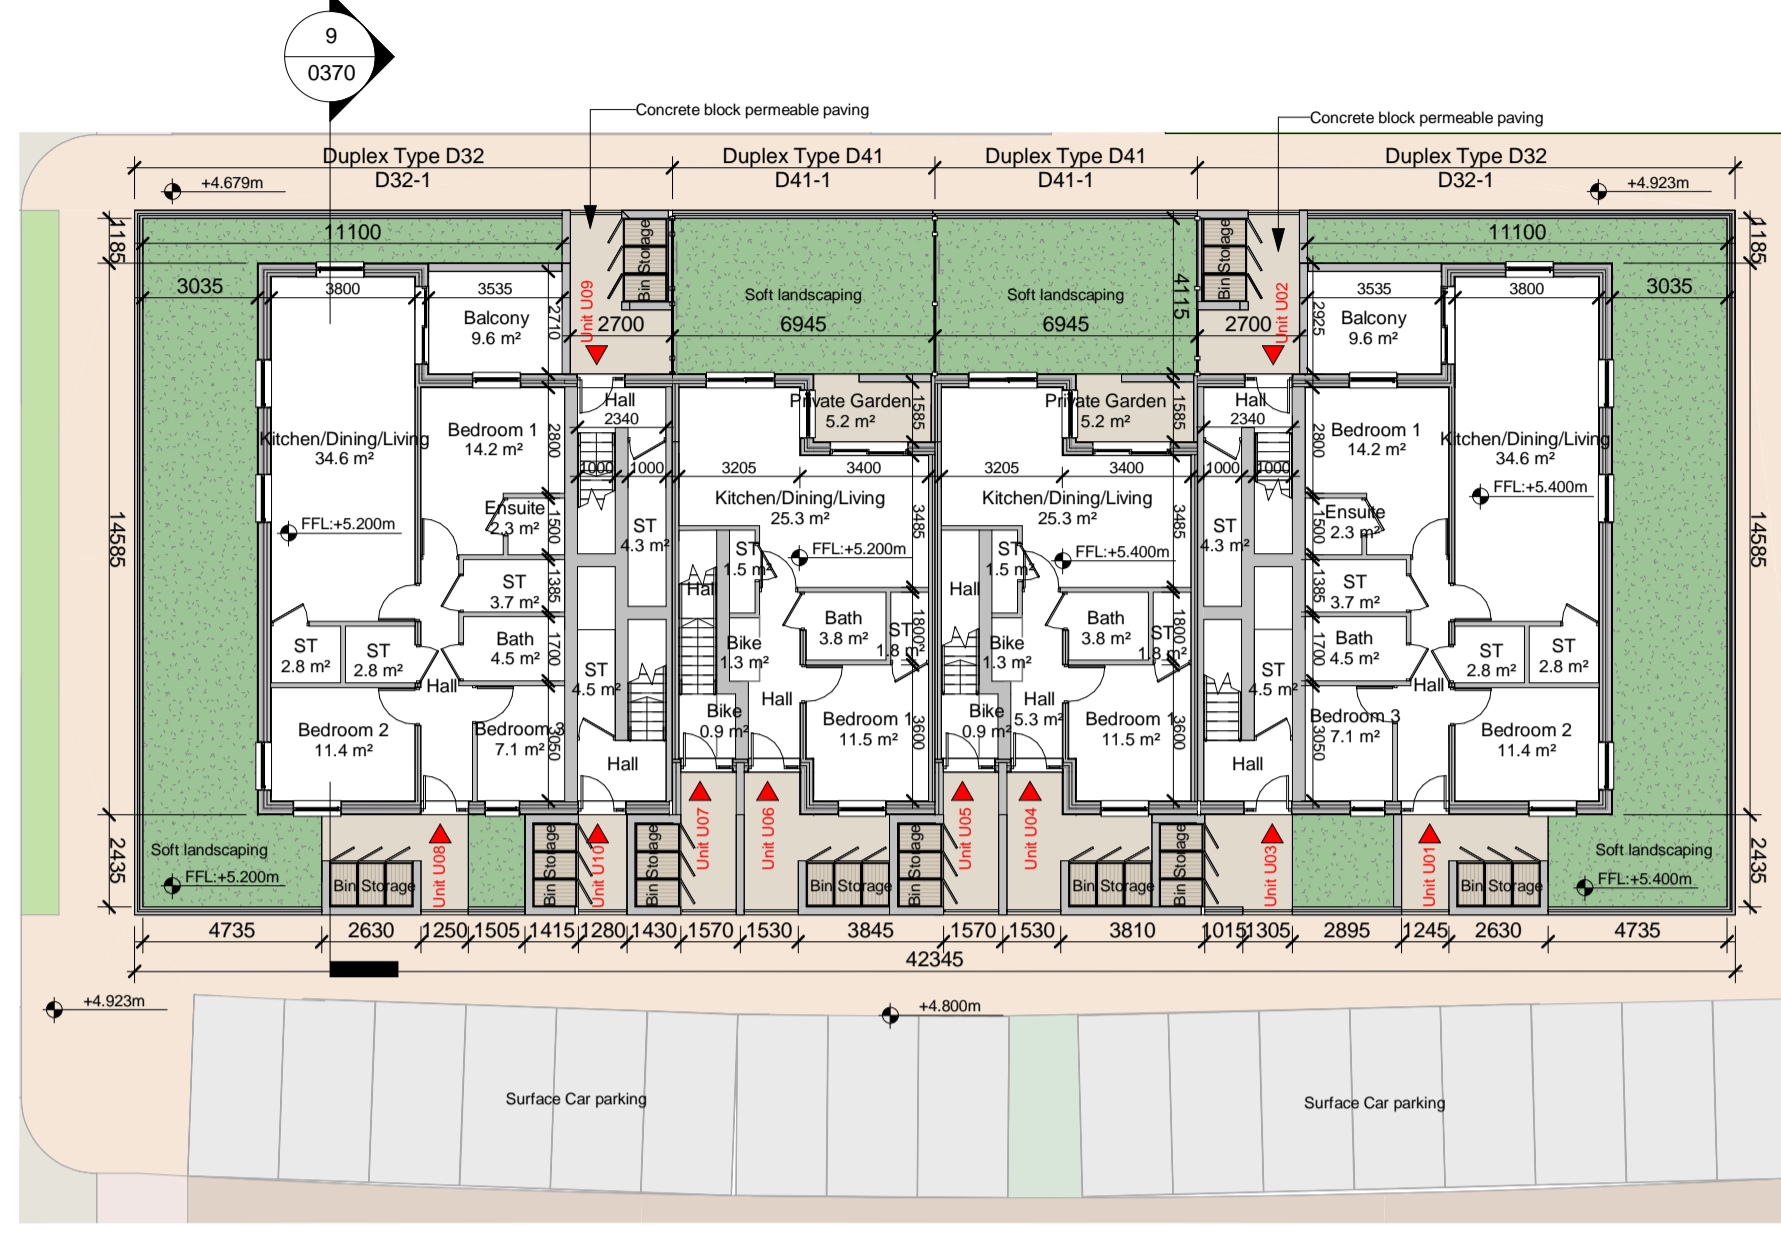 9
0370
Concrete block permeable paving
Concrete block permeable paving
Duplex Type D32
D32-1
Duplex Type D41
D41-1
Duplex Type D41
D41-1
Duplex Type D32
D32-1
+4.679m
+4.923m
1185
11100
11100
1185
3035
3800
3535
2710
Balcony
9.6 m²
Unit U09
Bin Storage
2700
Soft landscaping
6945
Soft landscaping
6945
4115
Bin Storage
2700
Unit U02
2925
3535
3800
3035
Balcony
9.6 m²
Hall
2340
Private Garden
5.2 m²
1585
Private Garden
5.2 m²
1585
Hall
2340
Kitchen/Dining/Living
34.6 m²
Bedroom 1
14.2 m²
2800
1000
1000
3205
3400
3205
3400
1000
1000
2800
Bedroom 1
14.2 m²
Kitchen/Dining/Living
34.6 m²
Kitchen/Dining/Living
25.3 m²
Kitchen/Dining/Living
25.3 m²
FFL:+5.400m
14585
FFL:+5.200m
Ensuite
2.3 m²
1500
ST
4.3 m²
3485
3485
ST
4.3 m²
1500
Ensuite
2.3 m²
14585
ST
1.5 m²
FFL:+5.200m
ST
1.5 m²
FFL:+5.400m
ST
3.7 m²
1385
Hall
Hall
1385
ST
3.7 m²
Bath
3.8 m²
1800
Bath
3.8 m²
1800
ST
2.8 m²
ST
2.8 m²
Bath
4.5 m²
1700
ST
4.5 m²
Bike
1.3 m²
ST
1.8 m²
Bike
1.3 m²
ST
1.8 m²
ST
4.5 m²
1700
Bath
4.5 m²
ST
2.8 m²
ST
2.8 m²
Hall
Hall
Bedroom 2
11.4 m²
Bedroom 3
7.1 m²
3050
Hall
Bike
0.9 m²
Hall
Bedroom 1
11.5 m²
3600
Bike
0.9 m²
Hall
5.3 m²
Bedroom 1
11.5 m²
3600
Hall
3050
Bedroom 3
7.1 m²
Bedroom 2
11.4 m²
2435
Soft landscaping
FFL:+5.200m
Bin Storage
Unit U08
Bin Storage
Unit U10
Bin Storage
Unit U07
Unit U06
Bin Storage
Bin Storage
Unit U05
Unit U04
Bin Storage
Bin Storage
Unit U03
Unit U01
Bin Storage
Soft landscaping
FFL:+5.400m
2435
4735
2630
1250
1505
1415
1280
1430
1570
1530
3845
1570
1530
3810
1015
1305
2895
1245
2630
4735
42345
+4.923m
+4.800m
Surface Car parking
Surface Car parking